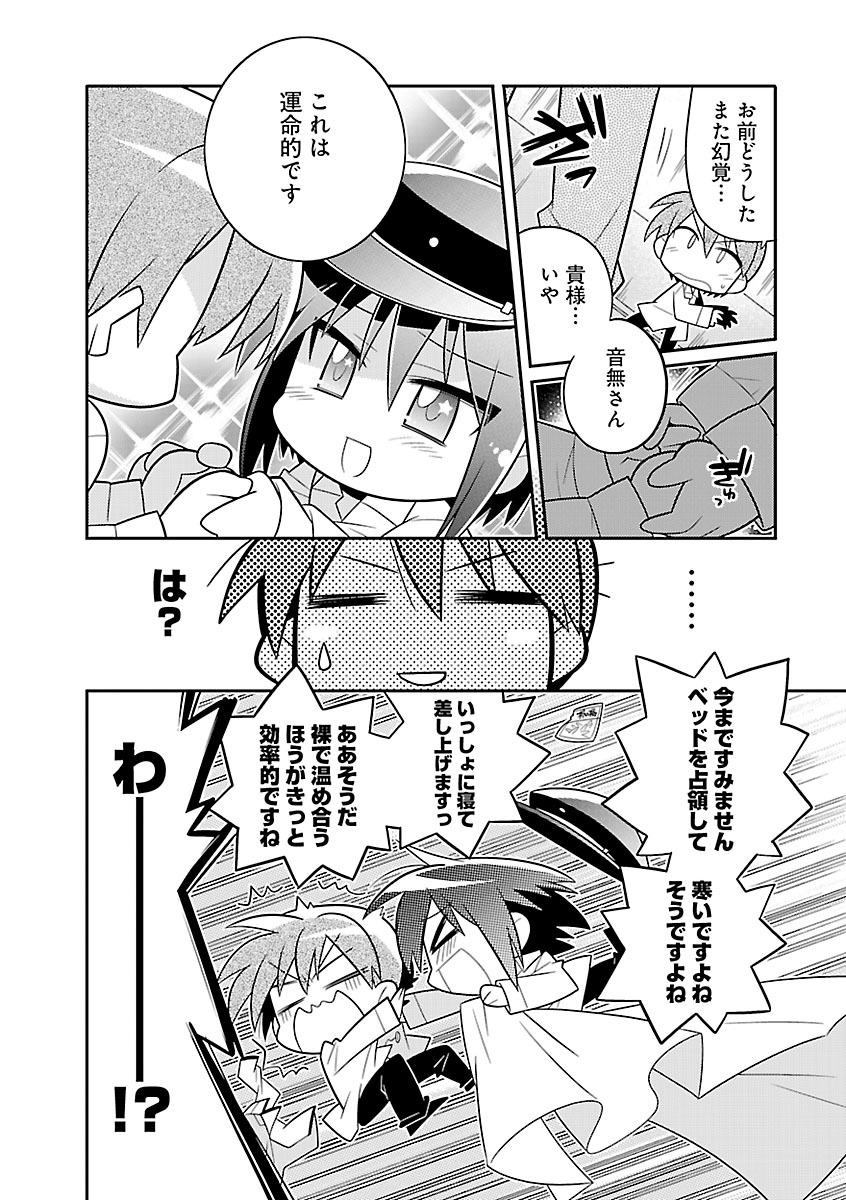 お前どうした
また幻覚…
貴様…
いや
音無さん
ぎゅっ
これは
運命的です
……
は?
今まですみません
ベッドを占領して
寒いですよね
そうですよね
いっしょに寝て
差し上げますっ
ああそうだ
裸で温め合う
ほうがきっと
効率的ですね
わ——!?